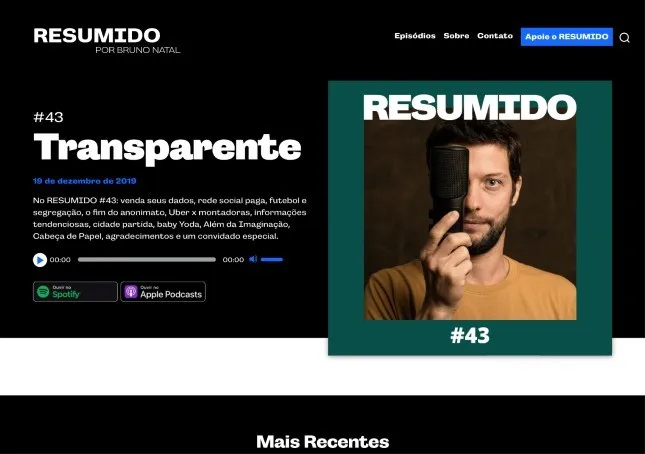 RESUMIDO
POR BRUNO NATAL
Episódios Sobre Contato Apoie o RESUMIDO
#43
Transparente
19 de dezembro de 2019
No RESUMIDO #43: venda seus dados, rede social paga, futebol e
segregação, o fim do anonimato, Uber x montadoras, informações
tendenciosas, cidade partida, baby Yoda, Além da Imaginação,
Cabeça de Papel, agradecimentos e um convidado especial.
00:00 00:00
Ouvir no
Spotify
Ouvir no
Apple Podcasts
RESUMIDO
#43
Mais Recentes